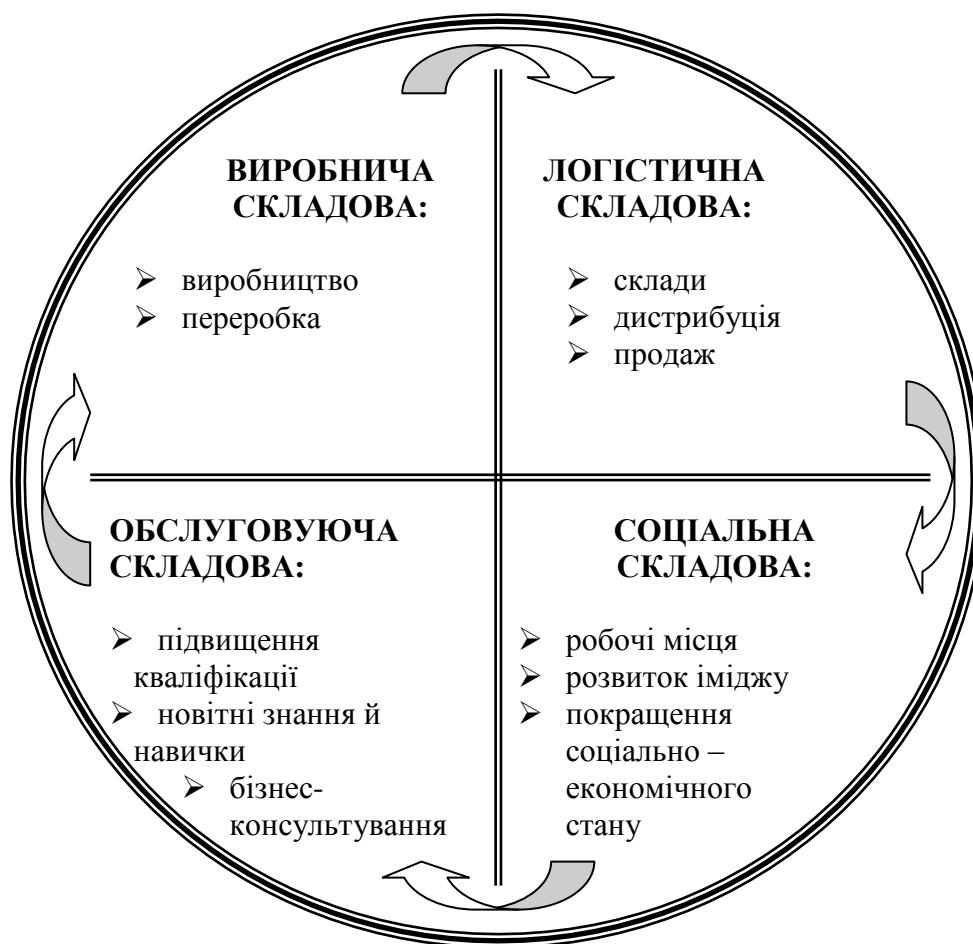 ВИРОБНИЧА
СКЛАДОВА:
➢ виробництво
➢ переробка
ЛОГІСТИЧНА
СКЛАДОВА:
➢ склади
➢ дистрибуція
➢ продаж
ОБСЛУГОВУЮЧА
СКЛАДОВА:
➢ підвищення
кваліфікації
➢ новітні знання й
навички
➢ бізнес-
консультування
СОЦІАЛЬНА
СКЛАДОВА:
➢ робочі місця
➢ розвиток іміджу
➢ покращення
соціально –
економічного
стану